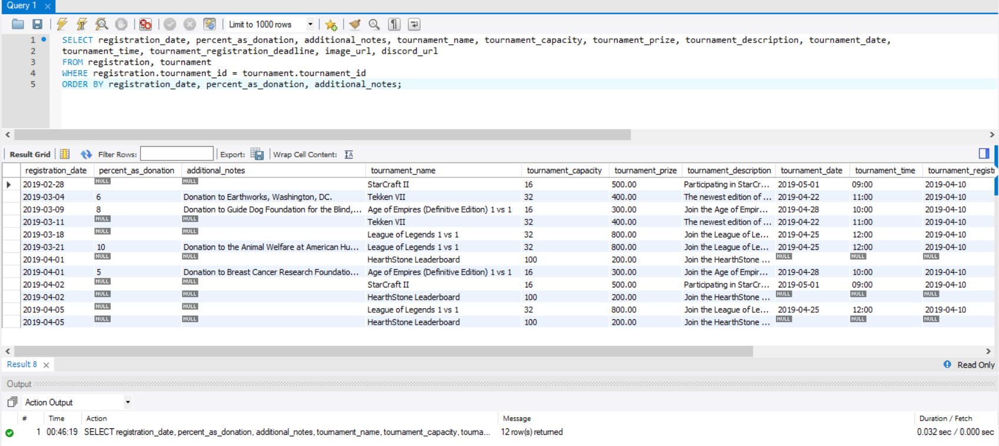 Query 1
Limit to 1000 rows
1 SELECT registration_date, percent_as_donation, additional_notes, tournament_name, tournament_capacity, tournament_prize, tournament_description, tournament_date,
2 tournament_time, tournament_registration_deadline, image_url, discord_url
3 FROM registration, tournament
4 WHERE registration.tournament_id = tournament.tournament_id
5 ORDER BY registration_date, percent_as_donation, additional_notes;
Result Grid Filter Rows: Export: Wrap Cell Content: IA
registration_date percent_as_donation additional_notes tournament_name tournament_capacity tournament_prize tournament_description tournament_date tournament_time tournament_registr
2019-02-28 NULL NULL StarCraft II 16 500.00 Participating in StarCr... 2019-05-01 09:00 2019-04-10
2019-03-04 6 Donation to Earthworks, Washington, DC. Tekken VII 32 400.00 The newest edition of ... 2019-04-22 11:00 2019-04-10
2019-03-09 8 Donation to Guide Dog Foundation for the Blind,... Age of Empires (Definitive Edition) 1 vs 1 16 300.00 Join the Age of Empir... 2019-04-28 10:00 2019-04-10
2019-03-11 NULL NULL Tekken VII 32 400.00 The newest edition of ... 2019-04-22 11:00 2019-04-10
2019-03-18 NULL NULL League of Legends 1 vs 1 32 800.00 Join the League of Le... 2019-04-25 12:00 2019-04-10
2019-03-21 10 Donation to the Animal Welfare at American Hu... League of Legends 1 vs 1 32 800.00 Join the League of Le... 2019-04-25 12:00 2019-04-10
2019-04-01 NULL NULL HearthStone Leaderboard 100 200.00 Join the HearthStone ... NULL NULL NULL
2019-04-01 5 Donation to Breast Cancer Research Foundatio... Age of Empires (Definitive Edition) 1 vs 1 16 300.00 Join the Age of Empir... 2019-04-28 10:00 2019-04-10
2019-04-02 NULL NULL StarCraft II 16 500.00 Participating in StarCr... 2019-05-01 09:00 2019-04-10
2019-04-02 NULL NULL HearthStone Leaderboard 100 200.00 Join the HearthStone ... NULL NULL NULL
2019-04-05 NULL NULL League of Legends 1 vs 1 32 800.00 Join the League of Le... 2019-04-25 12:00 2019-04-10
2019-04-05 NULL NULL HearthStone Leaderboard 100 200.00 Join the HearthStone ... NULL NULL NULL
Result 8 Read Only
Output
Action Output
# Time Action Message Duration / Fetch
1 00:46:19 SELECT registration_date, percent_as_donation, additional_notes, tournament_name, tournament_capacity, tourna... 12 row(s) returned 0.032 sec / 0.000 sec